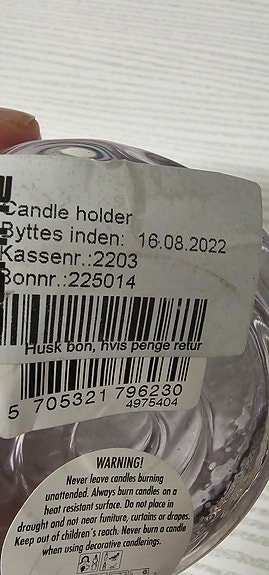 Candle holder
Byttes inden: 16.08.2022
Kassenr.:2203
Bonnr.:225014
Husk bon, hvis penge retur
5 705321 796230
4975404
WARNING!
Never leave candles burning
unattended. Always burn candles on a
heat resistant surface. Do not place in
draught and not near funiture, curtains or drapes.
Keep out of children's reach. Never burn a candle
when using decorative candlerings.